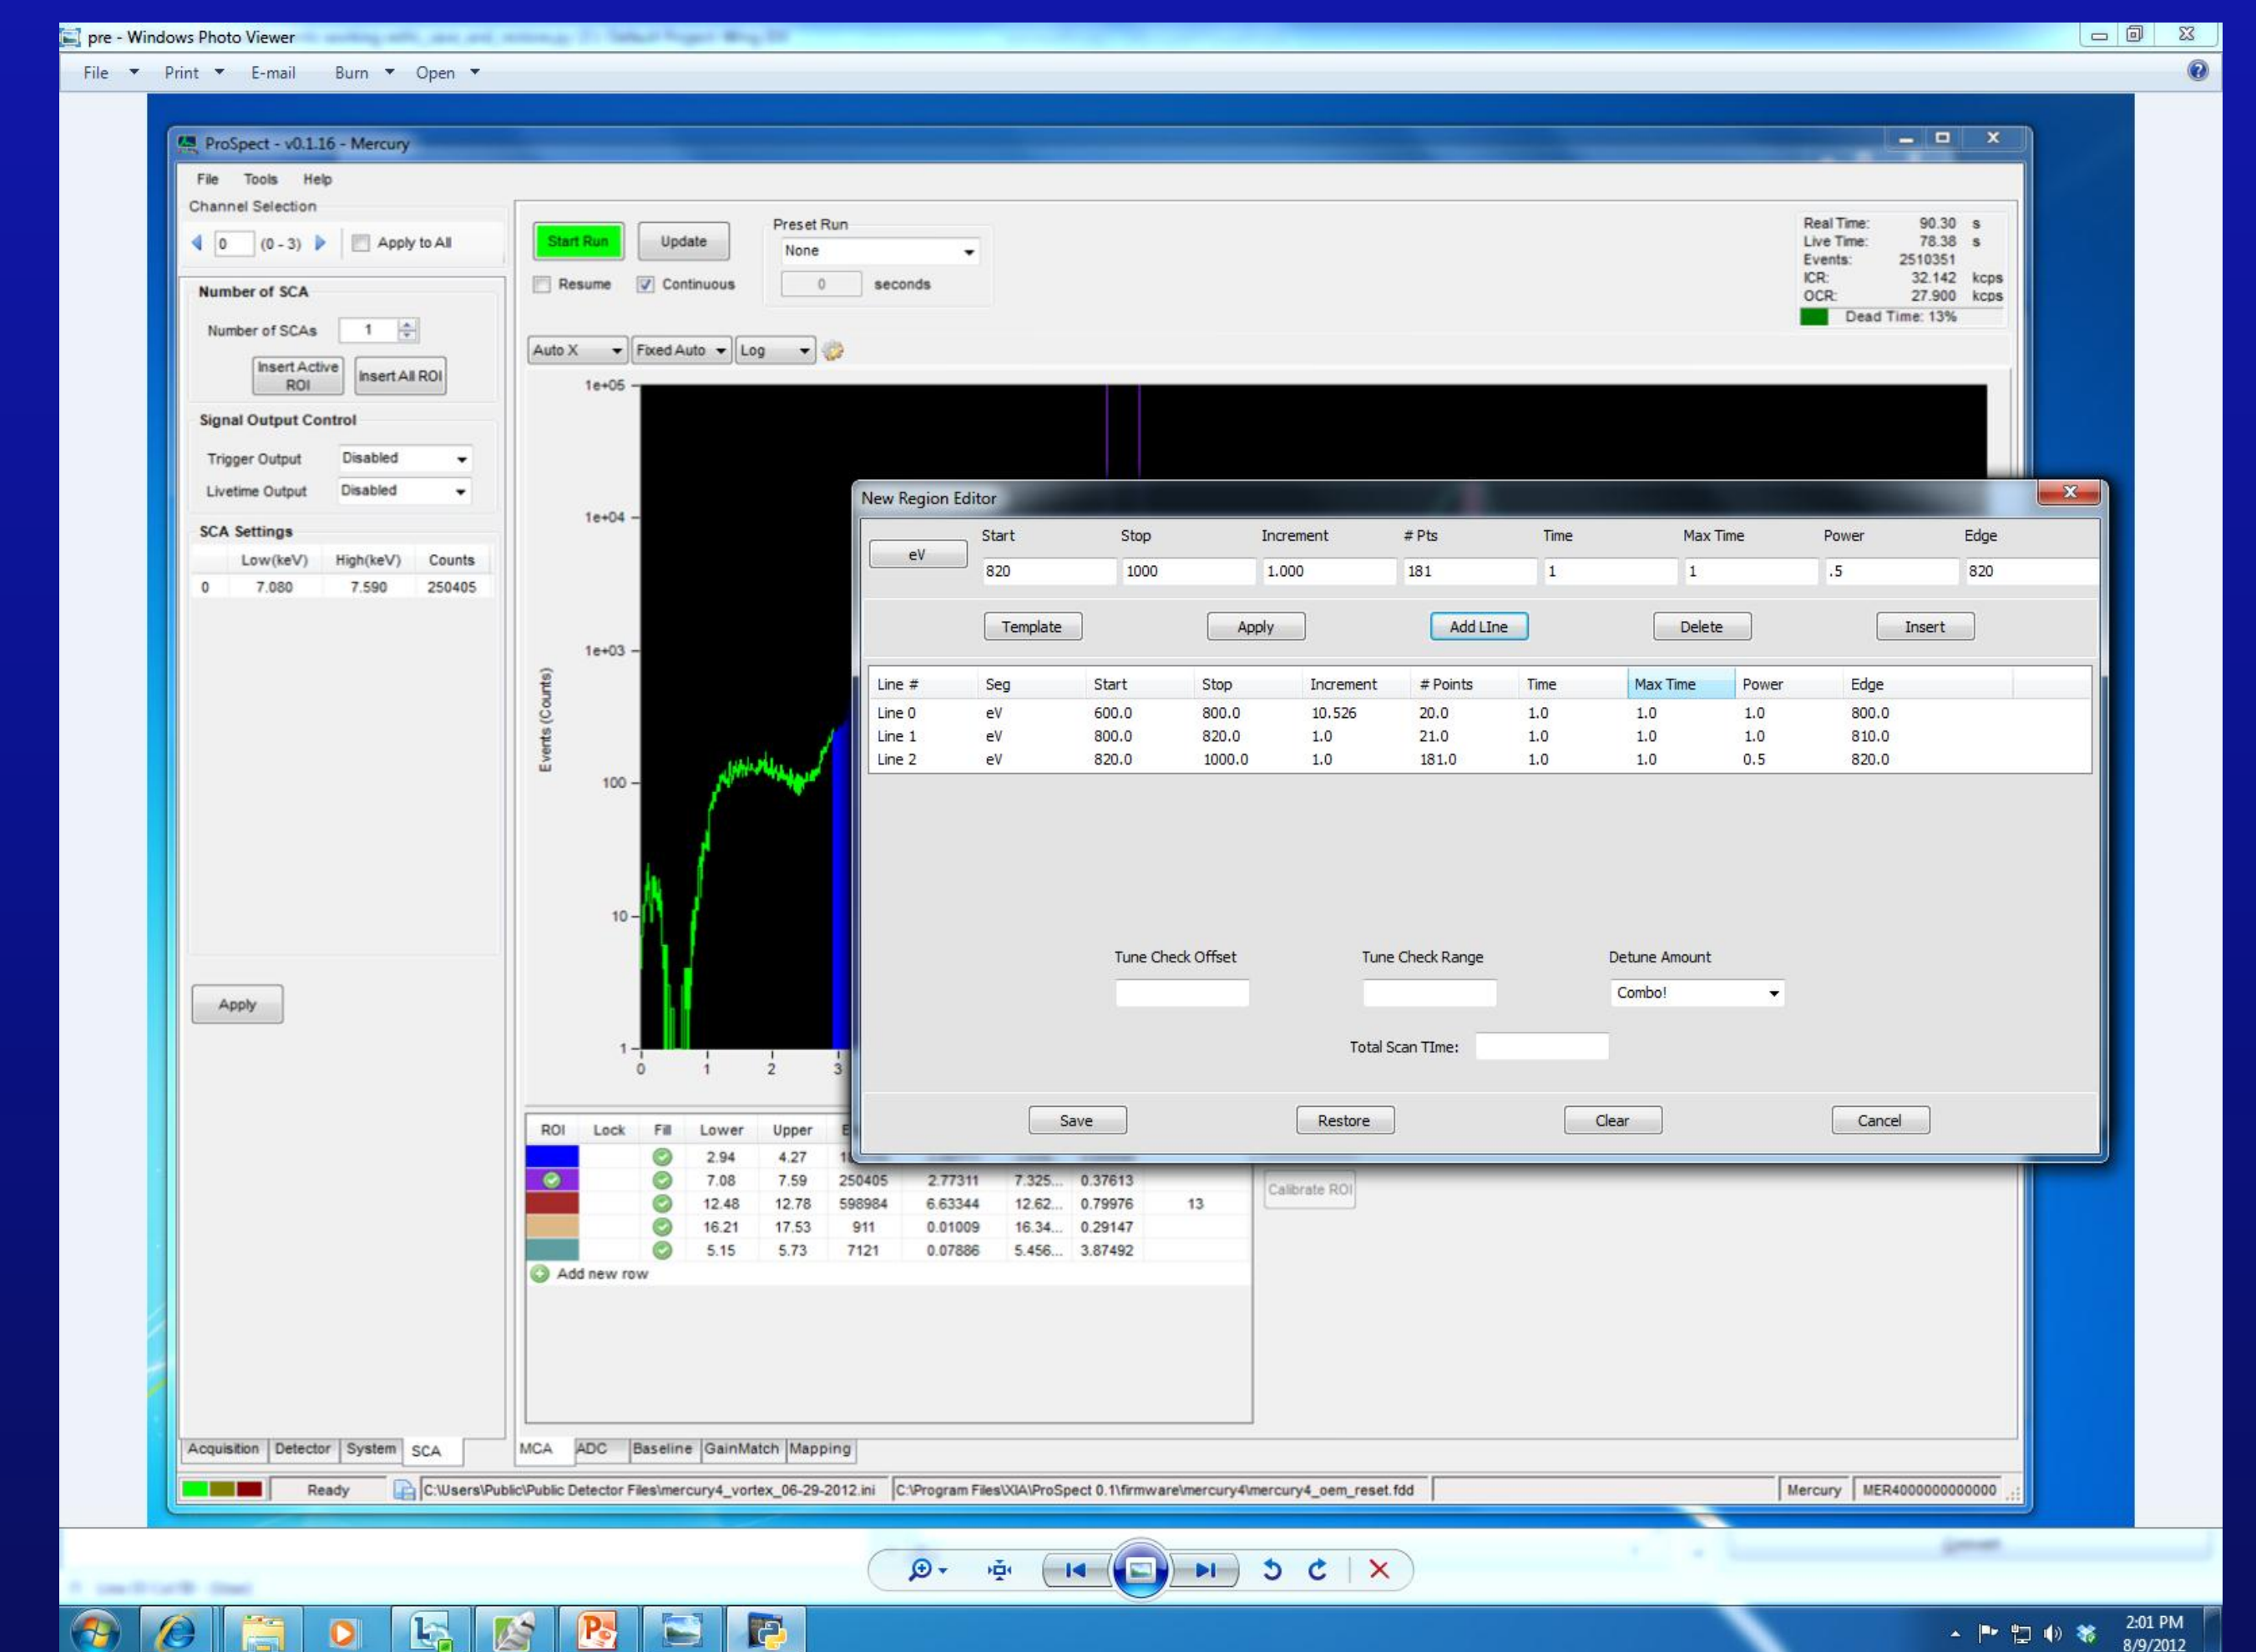 pre - Windows Photo Viewer
File Print E-mail Burn Open
ProSpect - v0.1.16 - Mercury
File Tools Help
Channel Selection
0 (0 - 3) Apply to All
Number of SCA
Number of SCAs 1
Insert Active ROI Insert All ROI
Signal Output Control
Trigger Output Disabled
Livetime Output Disabled
SCA Settings
Low(keV) High(keV) Counts
0 7.080 7.590 250405
Apply
Acquisition Detector System SCA
Start Run Update
Preset Run
None
Resume Continuous 0 seconds
Real Time: 90.30 s
Live Time: 78.38 s
Events: 2510351
ICR: 32.142 kcps
OCR: 27.900 kcps
Dead Time: 13%
Auto X Fixed Auto Log
1e+05
1e+04
1e+03
100
10
1
Events (Counts)
0 1 2 3
New Region Editor
Start Stop Increment # Pts Time Max Time Power Edge
eV 820 1000 1.000 181 1 1 .5 820
Template Apply Add LIne Delete Insert
Line # Seg Start Stop Increment # Points Time Max Time Power Edge
Line 0 eV 600.0 800.0 10.526 20.0 1.0 1.0 1.0 800.0
Line 1 eV 800.0 820.0 1.0 21.0 1.0 1.0 1.0 810.0
Line 2 eV 820.0 1000.0 1.0 181.0 1.0 1.0 0.5 820.0
Tune Check Offset Tune Check Range Detune Amount
Combo!
Total Scan TIme:
Save Restore Clear Cancel
ROI Lock Fill Lower Upper
2.94 4.27
7.08 7.59 250405 2.77311 7.325... 0.37613
12.48 12.78 598984 6.63344 12.62... 0.79976 13
16.21 17.53 911 0.01009 16.34... 0.29147
5.15 5.73 7121 0.07886 5.456... 3.87492
Add new row
Calibrate ROI
MCA ADC Baseline GainMatch Mapping
Ready C:\Users\Public\Public Detector Files\mercury4_vortex_06-29-2012.ini C:\Program Files\XIA\ProSpect 0.1\firmware\mercury4\mercury4_oem_reset.fdd Mercury MER4000000000000
2:01 PM
8/9/2012